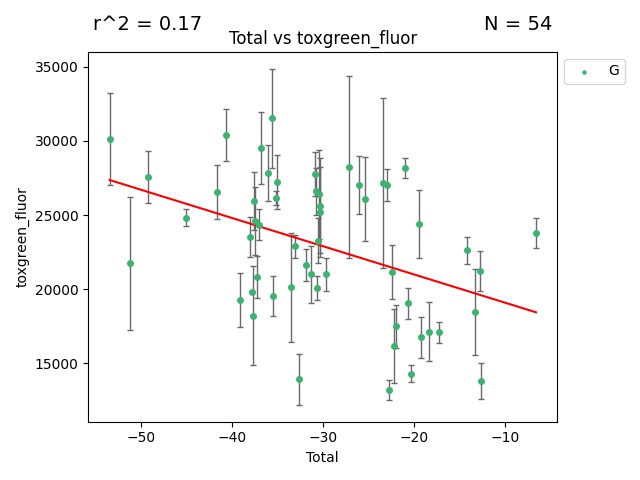 r^2 = 0.17
N = 54
Total vs toxgreen_fluor
G
35000
30000
25000
20000
15000
toxgreen_fluor
−50
−40
−30
−20
−10
Total